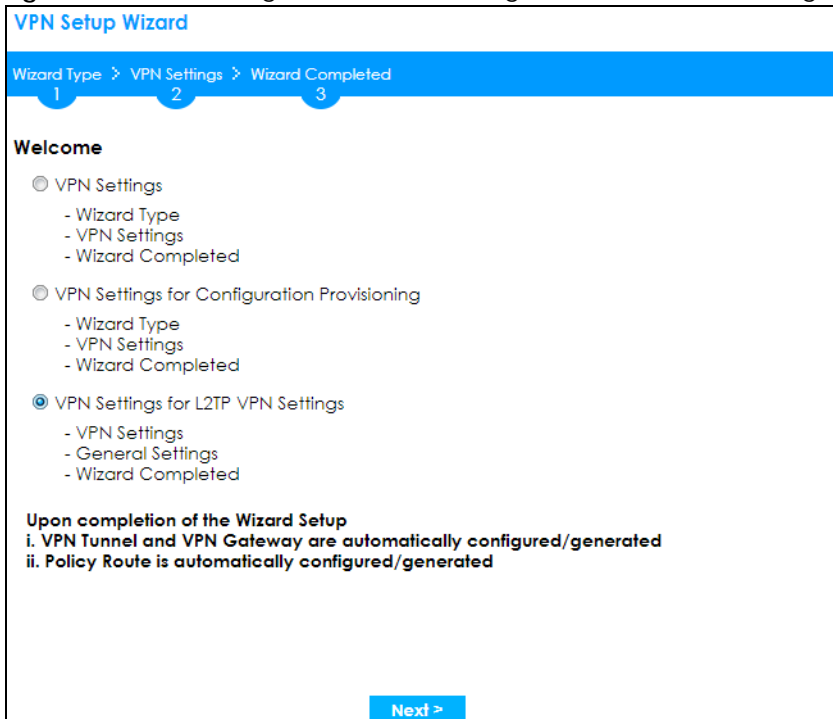 VPN Setup Wizard
Wizard Type > VPN Settings > Wizard Completed
1 2 3
Welcome
VPN Settings
- Wizard Type
- VPN Settings
- Wizard Completed
VPN Settings for Configuration Provisioning
- Wizard Type
- VPN Settings
- Wizard Completed
VPN Settings for L2TP VPN Settings
- VPN Settings
- General Settings
- Wizard Completed
Upon completion of the Wizard Setup
i. VPN Tunnel and VPN Gateway are automatically configured/generated
ii. Policy Route is automatically configured/generated
Next >